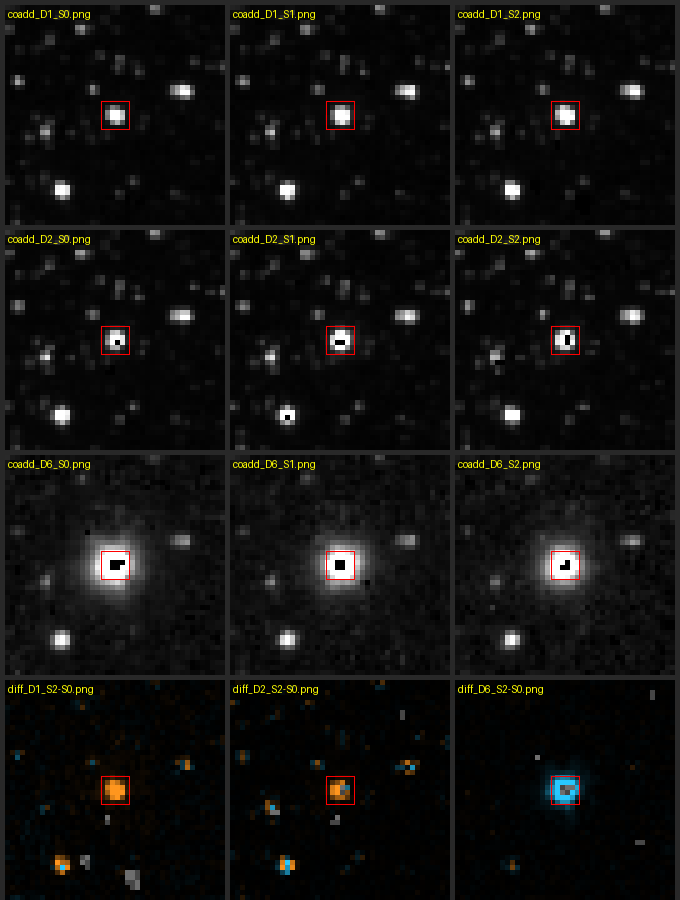 coadd_D1_S0.png
coadd_D1_S1.png
coadd_D1_S2.png
coadd_D2_S0.png
coadd_D2_S1.png
coadd_D2_S2.png
coadd_D6_S0.png
coadd_D6_S1.png
coadd_D6_S2.png
diff_D1_S2-S0.png
diff_D2_S2-S0.png
diff_D6_S2-S0.png